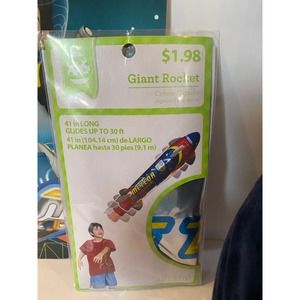 $1.98
Giant Rocket
41 in LONG
GLIDES UP TO 30 ft
41 in (104,14 cm) de LARGO
PLANEA hasta 30 pies (9,1 m)